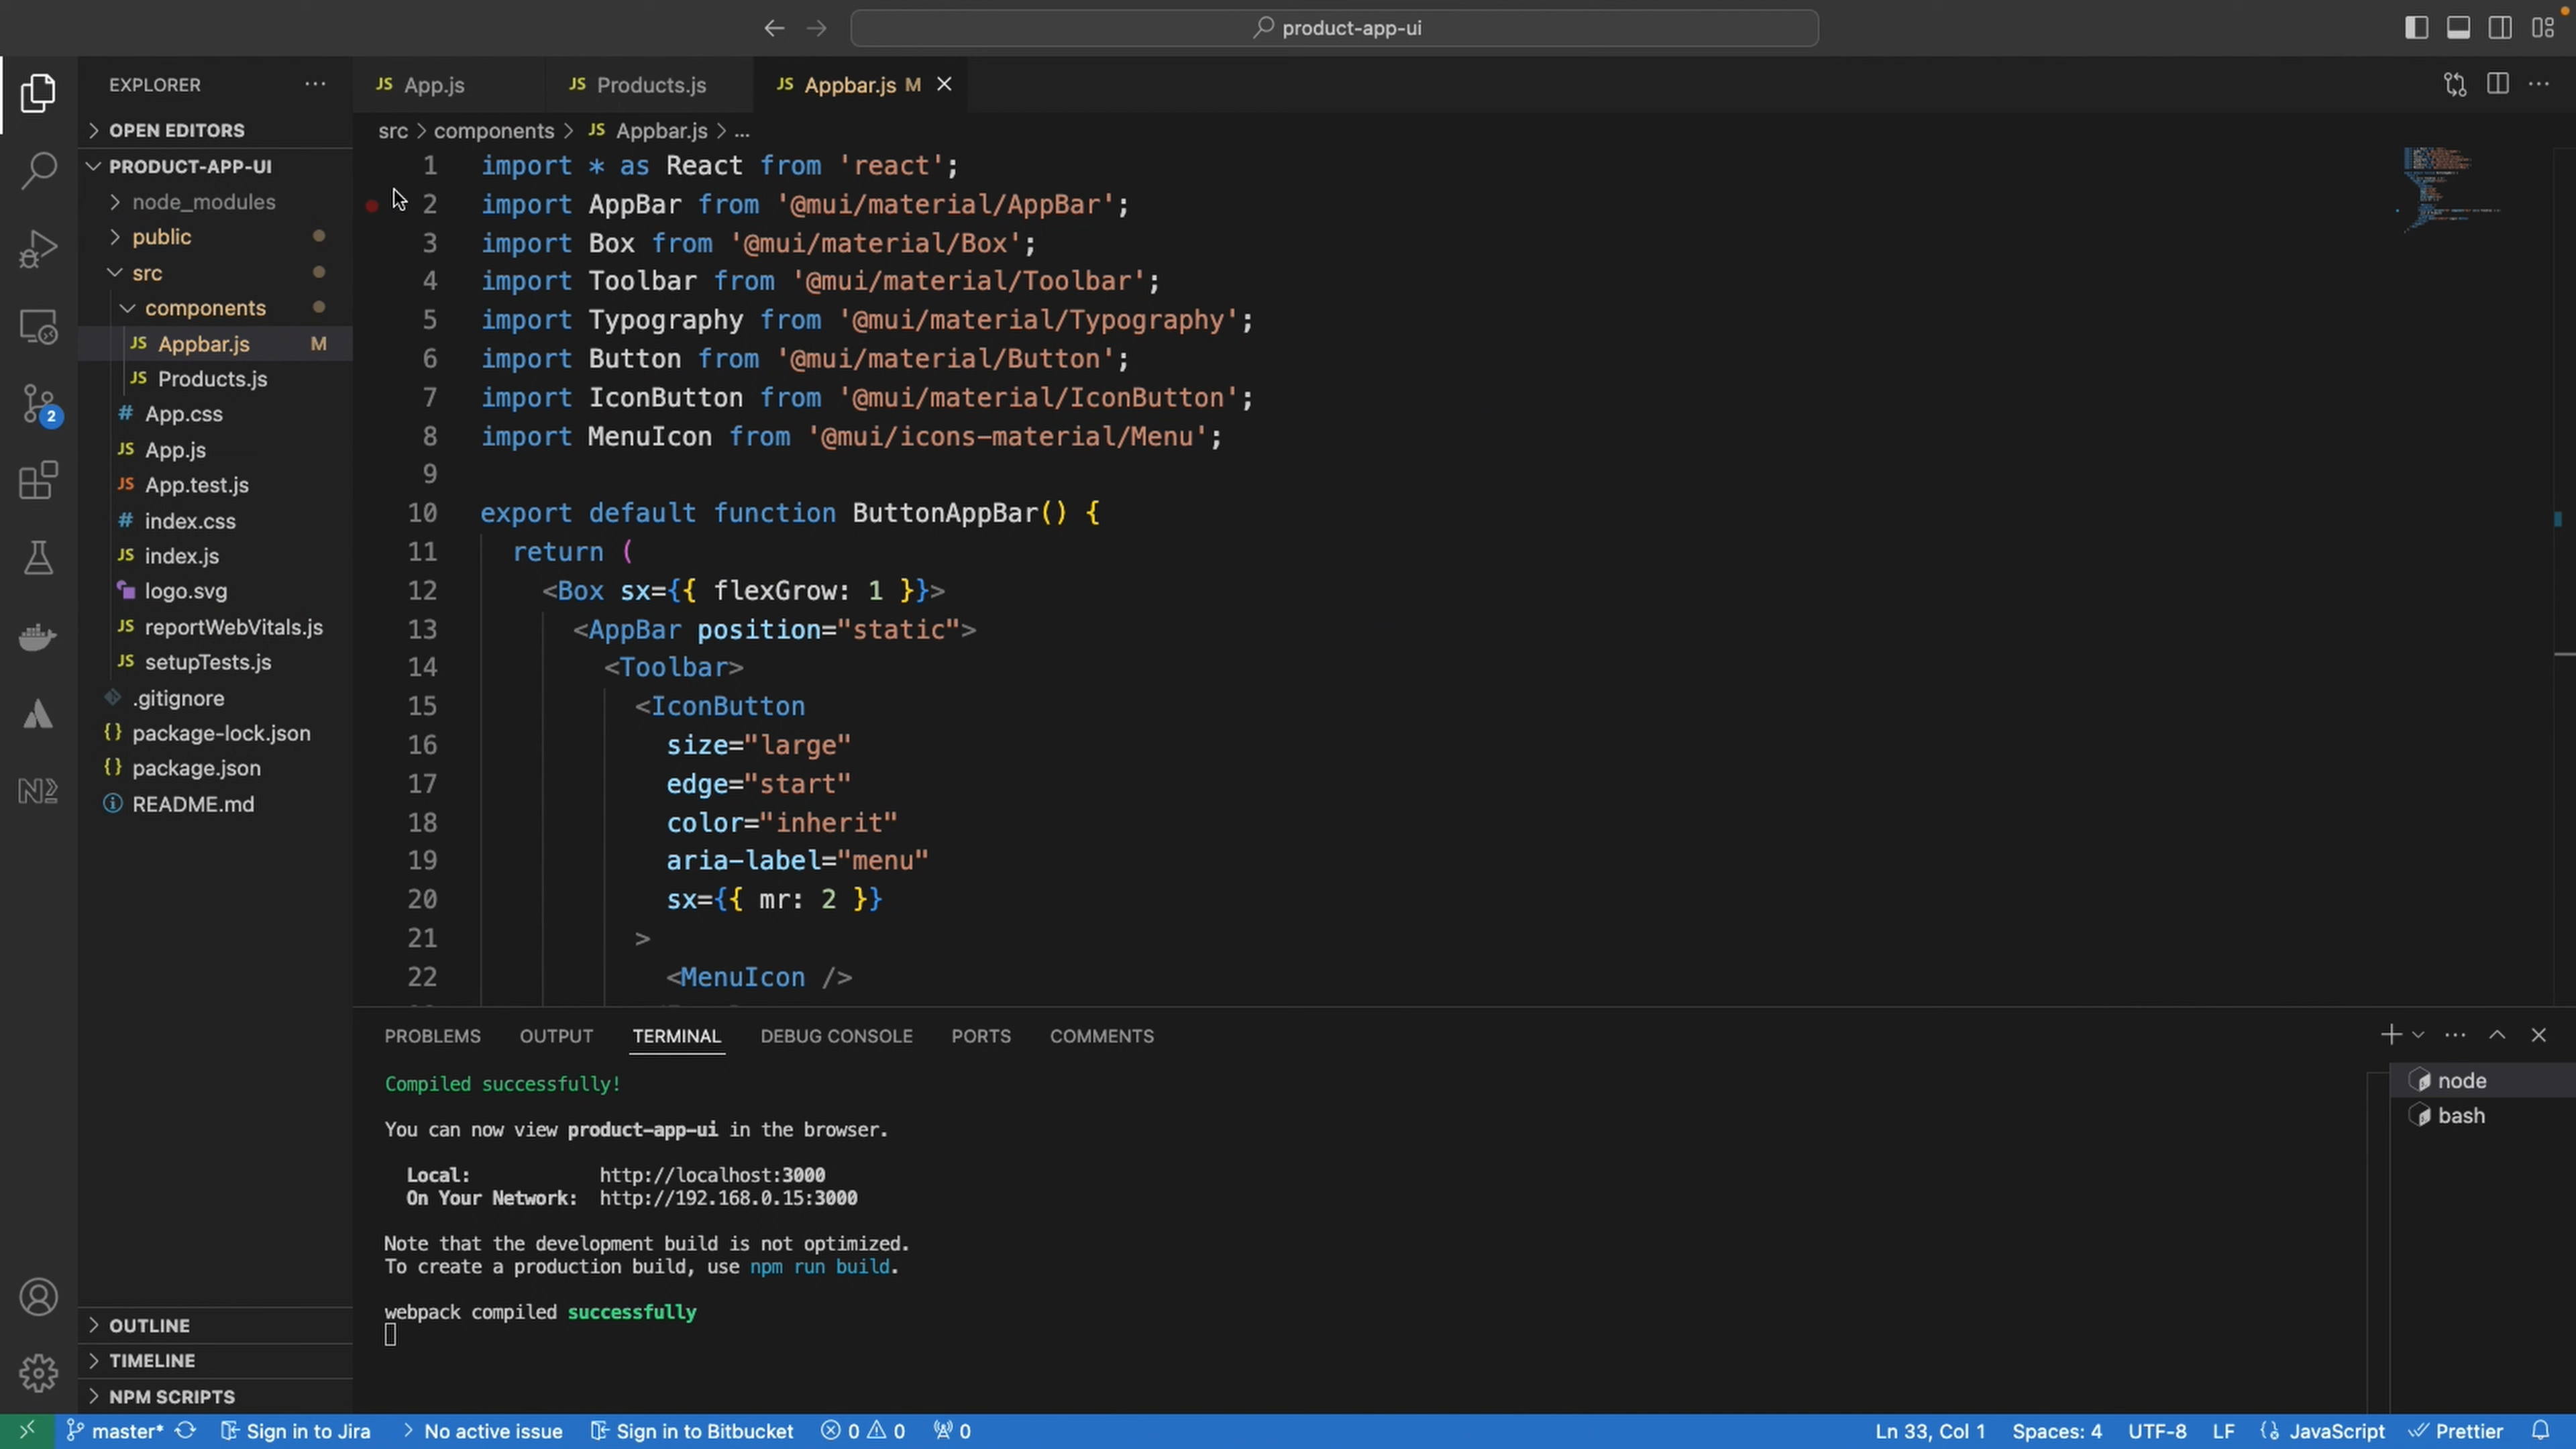 product-app-ui
EXPLORER
OPEN EDITORS
PRODUCT-APP-UI
node_modules
public
src
components
JS Appbar.js M
JS Products.js
# App.css
JS App.js
JS App.test.js
# index.css
JS index.js
logo.svg
JS reportWebVitals.js
JS setupTests.js
.gitignore
{} package-lock.json
{} package.json
README.md
OUTLINE
TIMELINE
NPM SCRIPTS
2
JS App.js
JS Products.js
JS Appbar.js M
src > components > JS Appbar.js > ...
1 import * as React from 'react';
2 import AppBar from '@mui/material/AppBar';
3 import Box from '@mui/material/Box';
4 import Toolbar from '@mui/material/Toolbar';
5 import Typography from '@mui/material/Typography';
6 import Button from '@mui/material/Button';
7 import IconButton from '@mui/material/IconButton';
8 import MenuIcon from '@mui/icons-material/Menu';
9
10 export default function ButtonAppBar() {
11 return (
12 <Box sx={{ flexGrow: 1 }}>
13 <AppBar position="static">
14 <Toolbar>
15 <IconButton
16 size="large"
17 edge="start"
18 color="inherit"
19 aria-label="menu"
20 sx={{ mr: 2 }}
21 >
22 <MenuIcon />
PROBLEMS OUTPUT TERMINAL DEBUG CONSOLE PORTS COMMENTS
Compiled successfully!
You can now view product-app-ui in the browser.
Local: http://localhost:3000
On Your Network: http://192.168.0.15:3000
Note that the development build is not optimized.
To create a production build, use npm run build.
webpack compiled successfully
node
bash
master* Sign in to Jira > No active issue Sign in to Bitbucket 0 0 0
Ln 33, Col 1 Spaces: 4 UTF-8 LF JavaScript Prettier